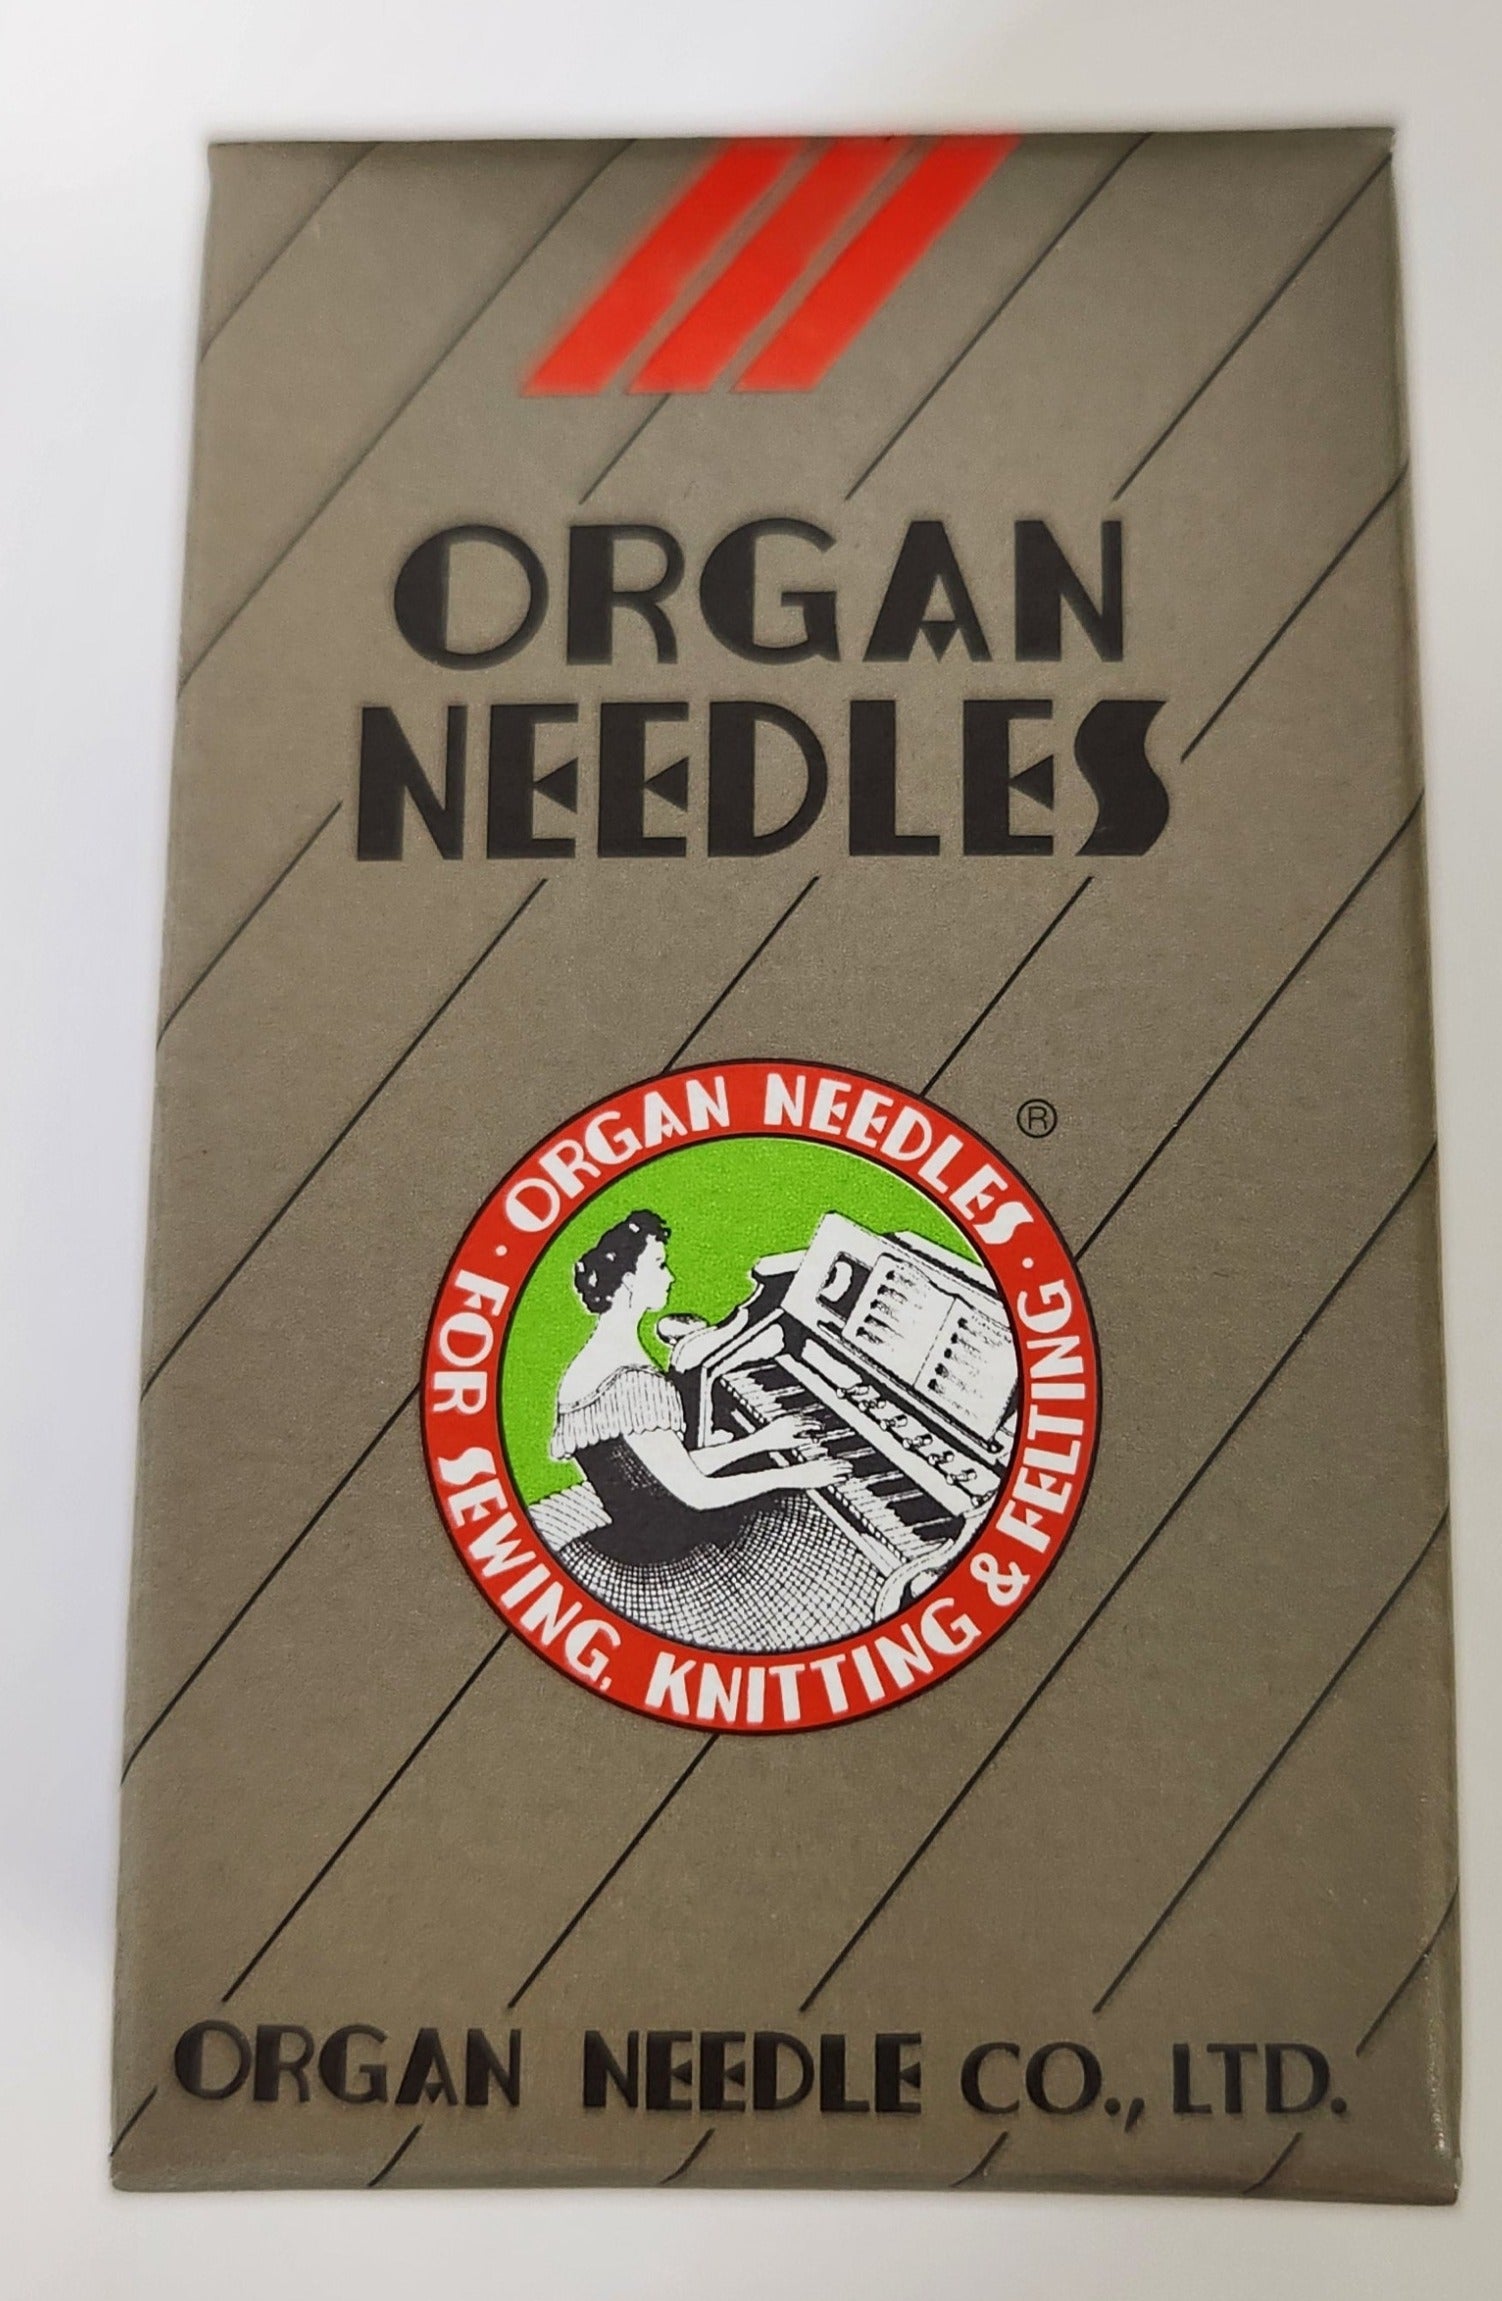 ORGAN
NEEDLES
®
· ORGAN NEEDLES ·
FOR SEWING, KNITTING & FELTING
ORGAN NEEDLE CO., LTD.